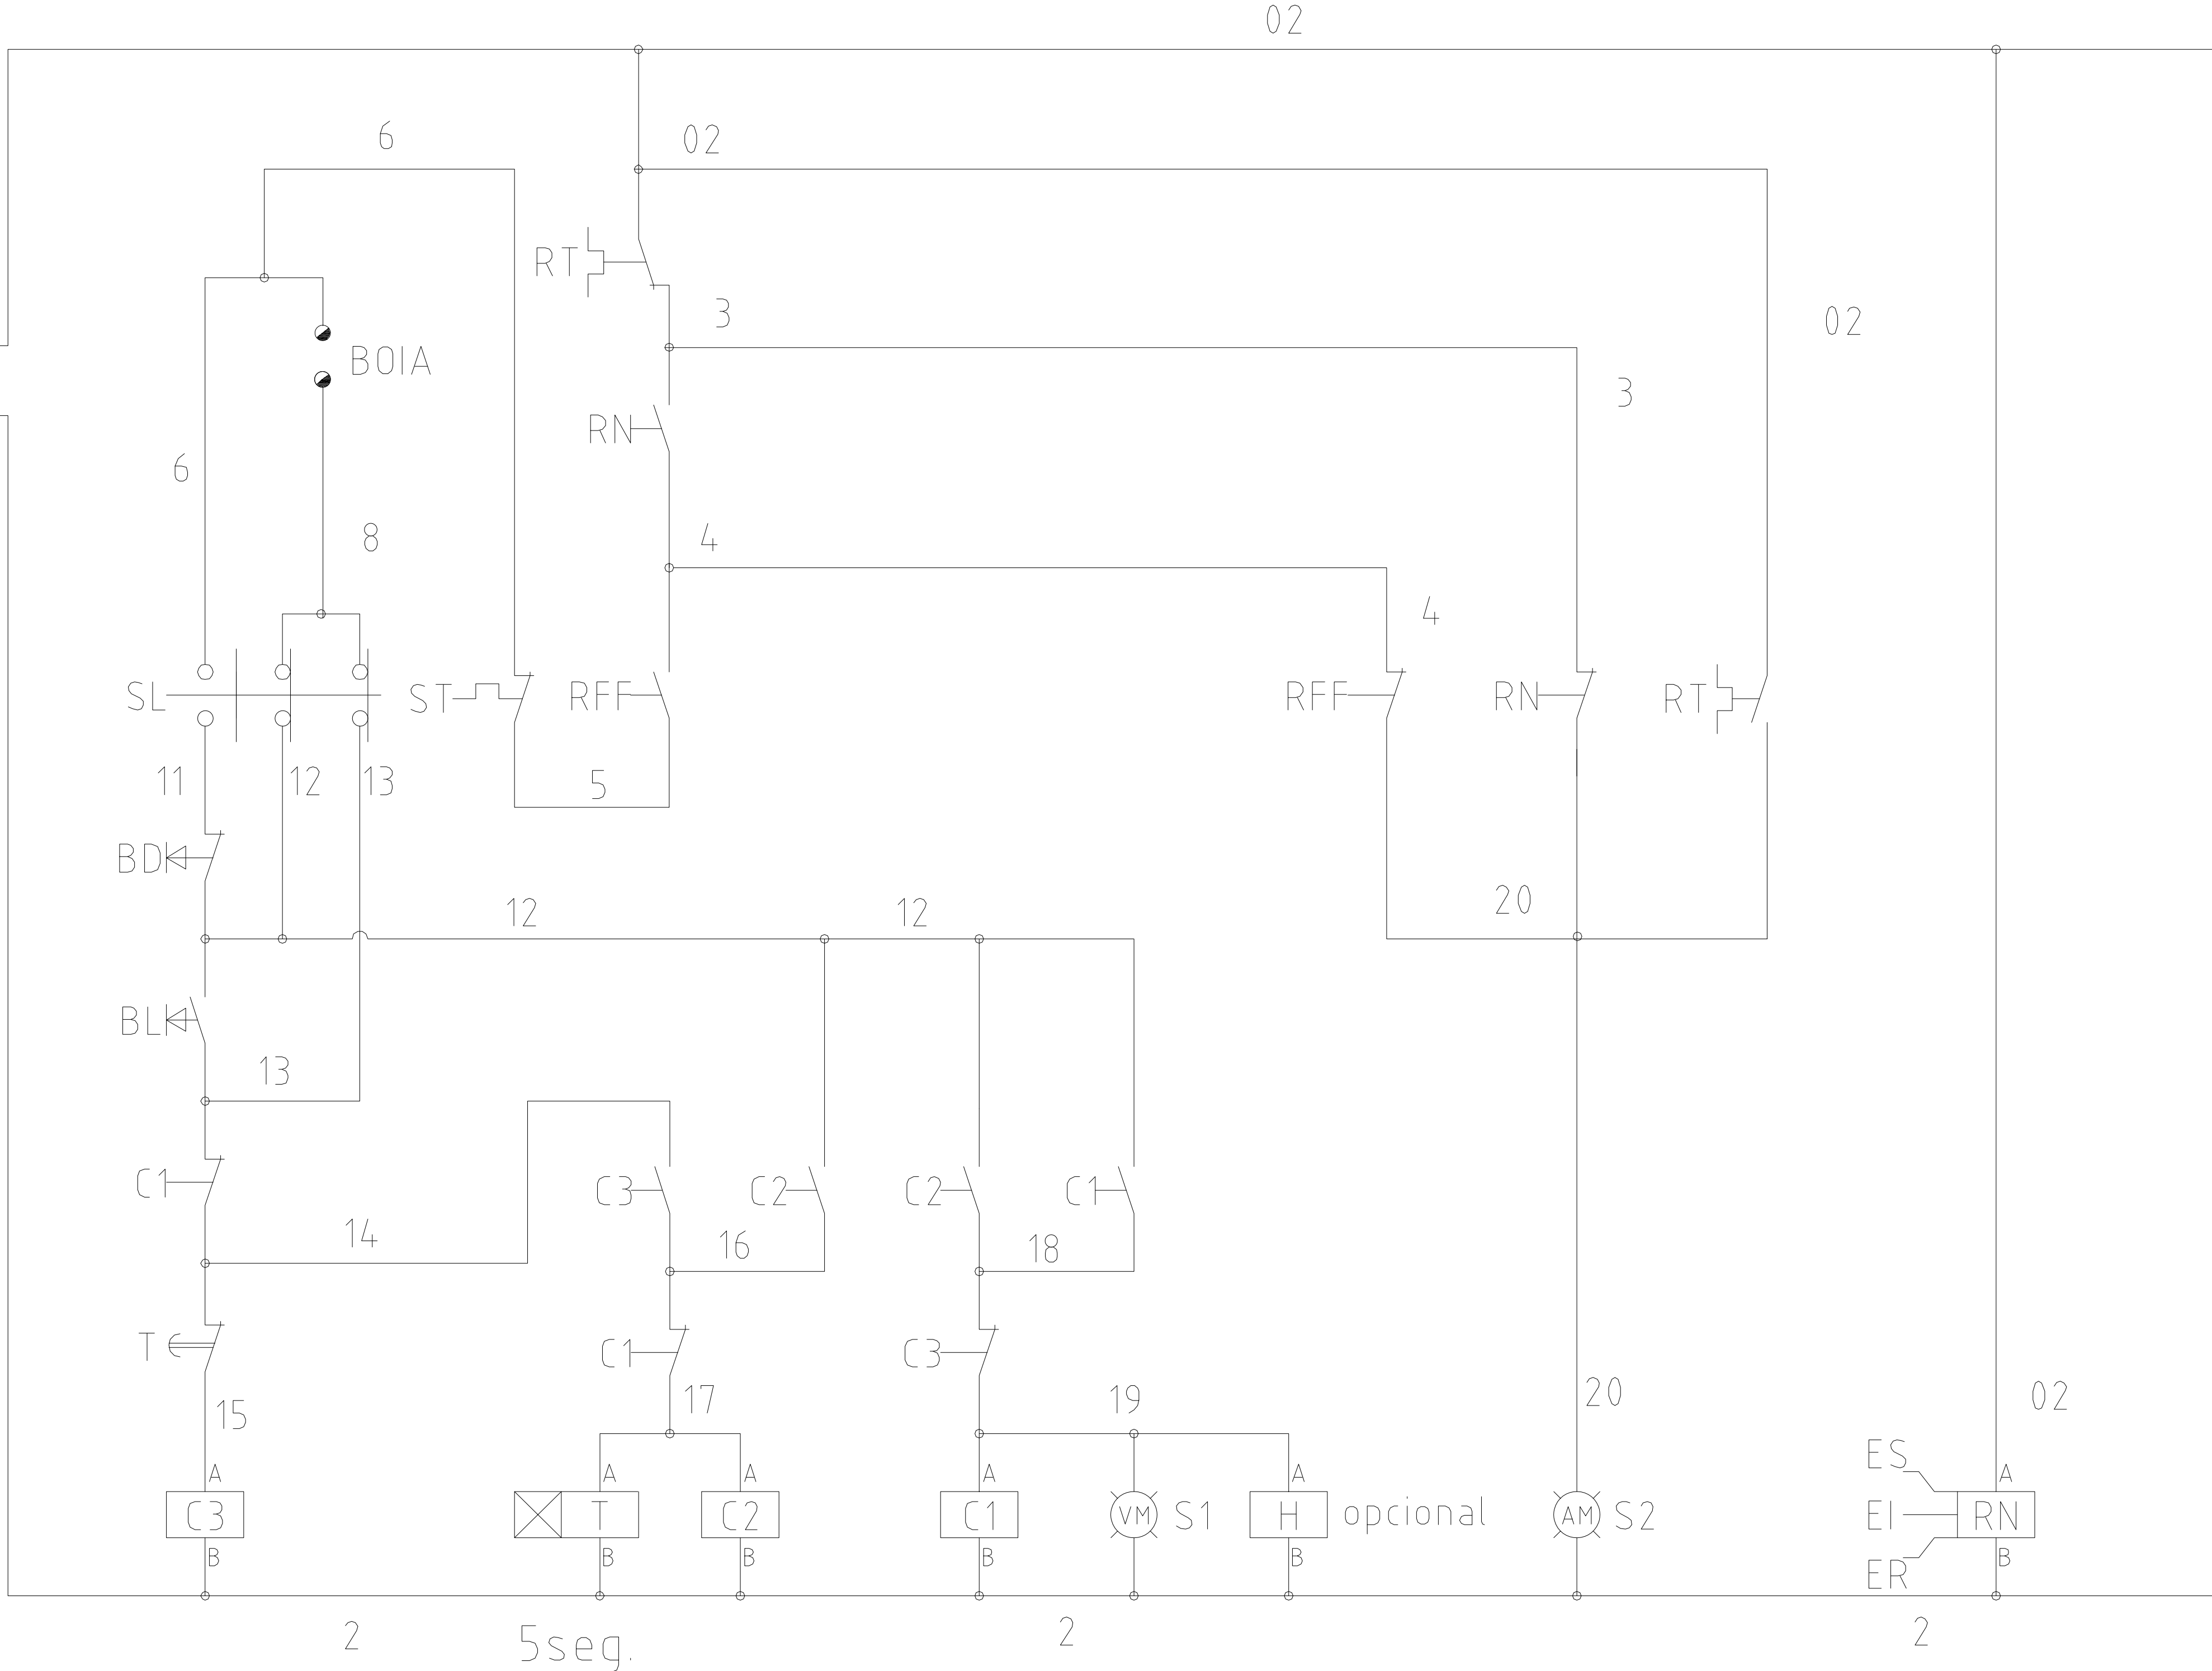 02
6
02
RT
3
02
BOIA
3
RN
6
8
4
4
SL
ST
RFF
RFF
RN
RT
11
12
13
5
BD
12
12
20
BL
13
C1
C3
C2
C2
C1
14
16
18
T
C1
C3
15
17
19
20
02
ES
A
A
A
A
A
A
C3
T
C2
C1
VM
S1
H
opcional
AM
S2
EI
RN
B
B
B
B
B
B
ER
2
5seg.
2
2